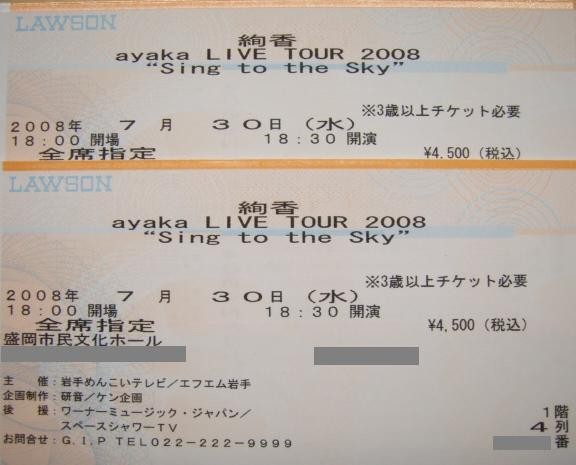 LAWSON
絢香
ayaka LIVE TOUR 2008
“Sing to the Sky”
※3歳以上チケット必要
2008年 7 月 30日 (水)
18:00 開場 18:30 開演
全席指定 ¥4,500 (税込)
LAWSON
絢香
ayaka LIVE TOUR 2008
“Sing to the Sky”
※3歳以上チケット必要
2008年 7 月 30日 (水)
18:00 開場 18:30 開演
全席指定 ¥4,500 (税込)
盛岡市民文化ホール
主 催:岩手めんこいテレビ/エフエム岩手
企画制作:研音/ケン企画
後 援:ワーナーミュージック・ジャパン/ 1階
スペースシャワーTV 4列
お問合せ:G.I.P TEL022-222-9999 番